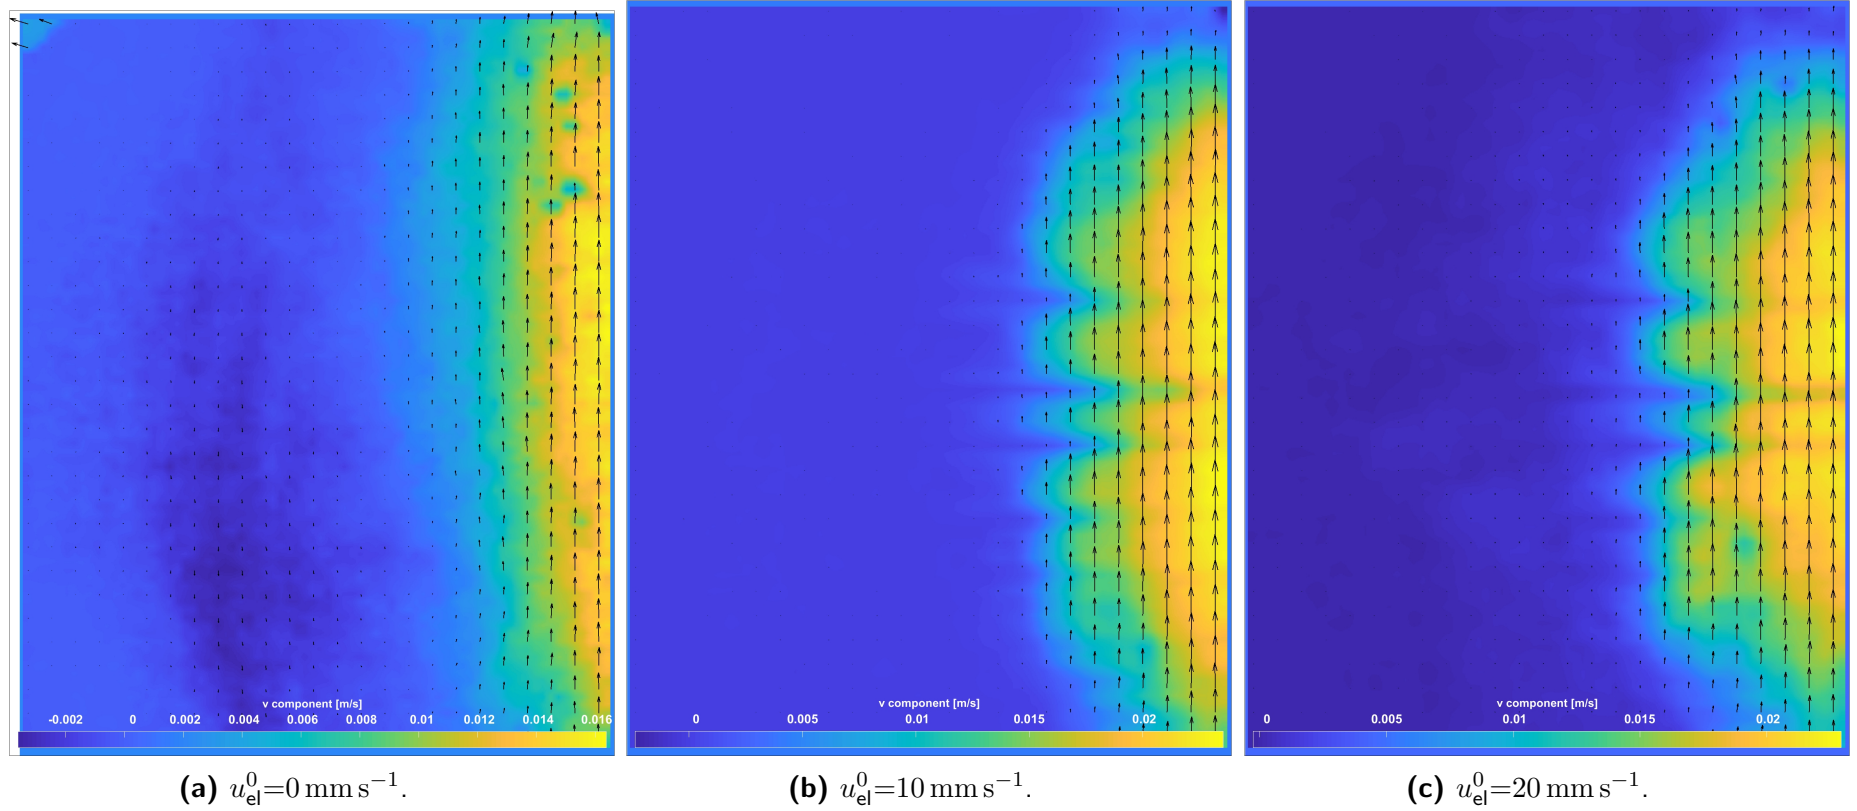 v component [m/s]
-0.002 0 0.002 0.004 0.006 0.008 0.01 0.012 0.014 0.016
(a) u⁰el=0 mm s⁻¹.
v component [m/s]
0 0.005 0.01 0.015 0.02
(b) u⁰el=10 mm s⁻¹.
v component [m/s]
0 0.005 0.01 0.015 0.02
(c) u⁰el=20 mm s⁻¹.